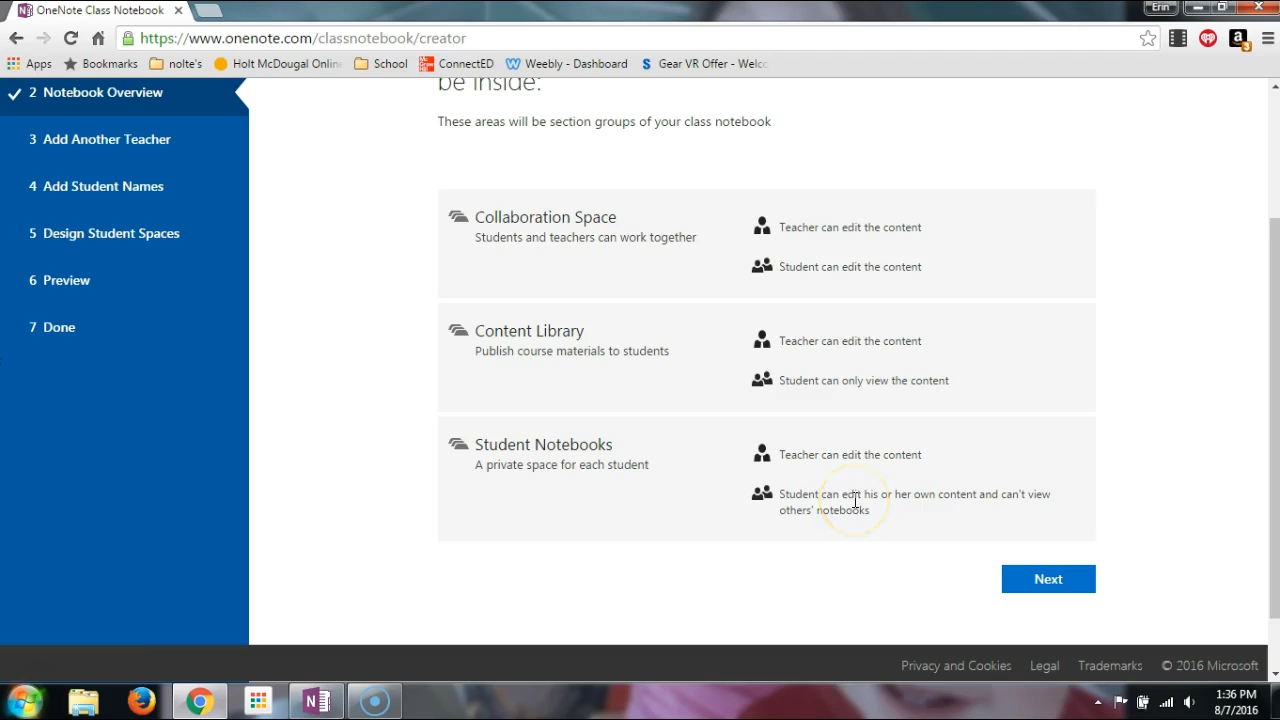 OneNote Class Notebook
Erin
https://www.onenote.com/classnotebook/creator
3
Apps
Bookmarks
nolte's
Holt McDougal Online
School
ConnectED
Weebly - Dashboard
Gear VR Offer - Welc
2 Notebook Overview
3 Add Another Teacher
4 Add Student Names
5 Design Student Spaces
6 Preview
7 Done
be inside:
These areas will be section groups of your class notebook
Collaboration Space
Students and teachers can work together
Teacher can edit the content
Student can edit the content
Content Library
Publish course materials to students
Teacher can edit the content
Student can only view the content
Student Notebooks
A private space for each student
Teacher can edit the content
Student can edit his or her own content and can't view
others' notebooks
Next
Privacy and Cookies
Legal
Trademarks
© 2016 Microsoft
1:36 PM
8/7/2016